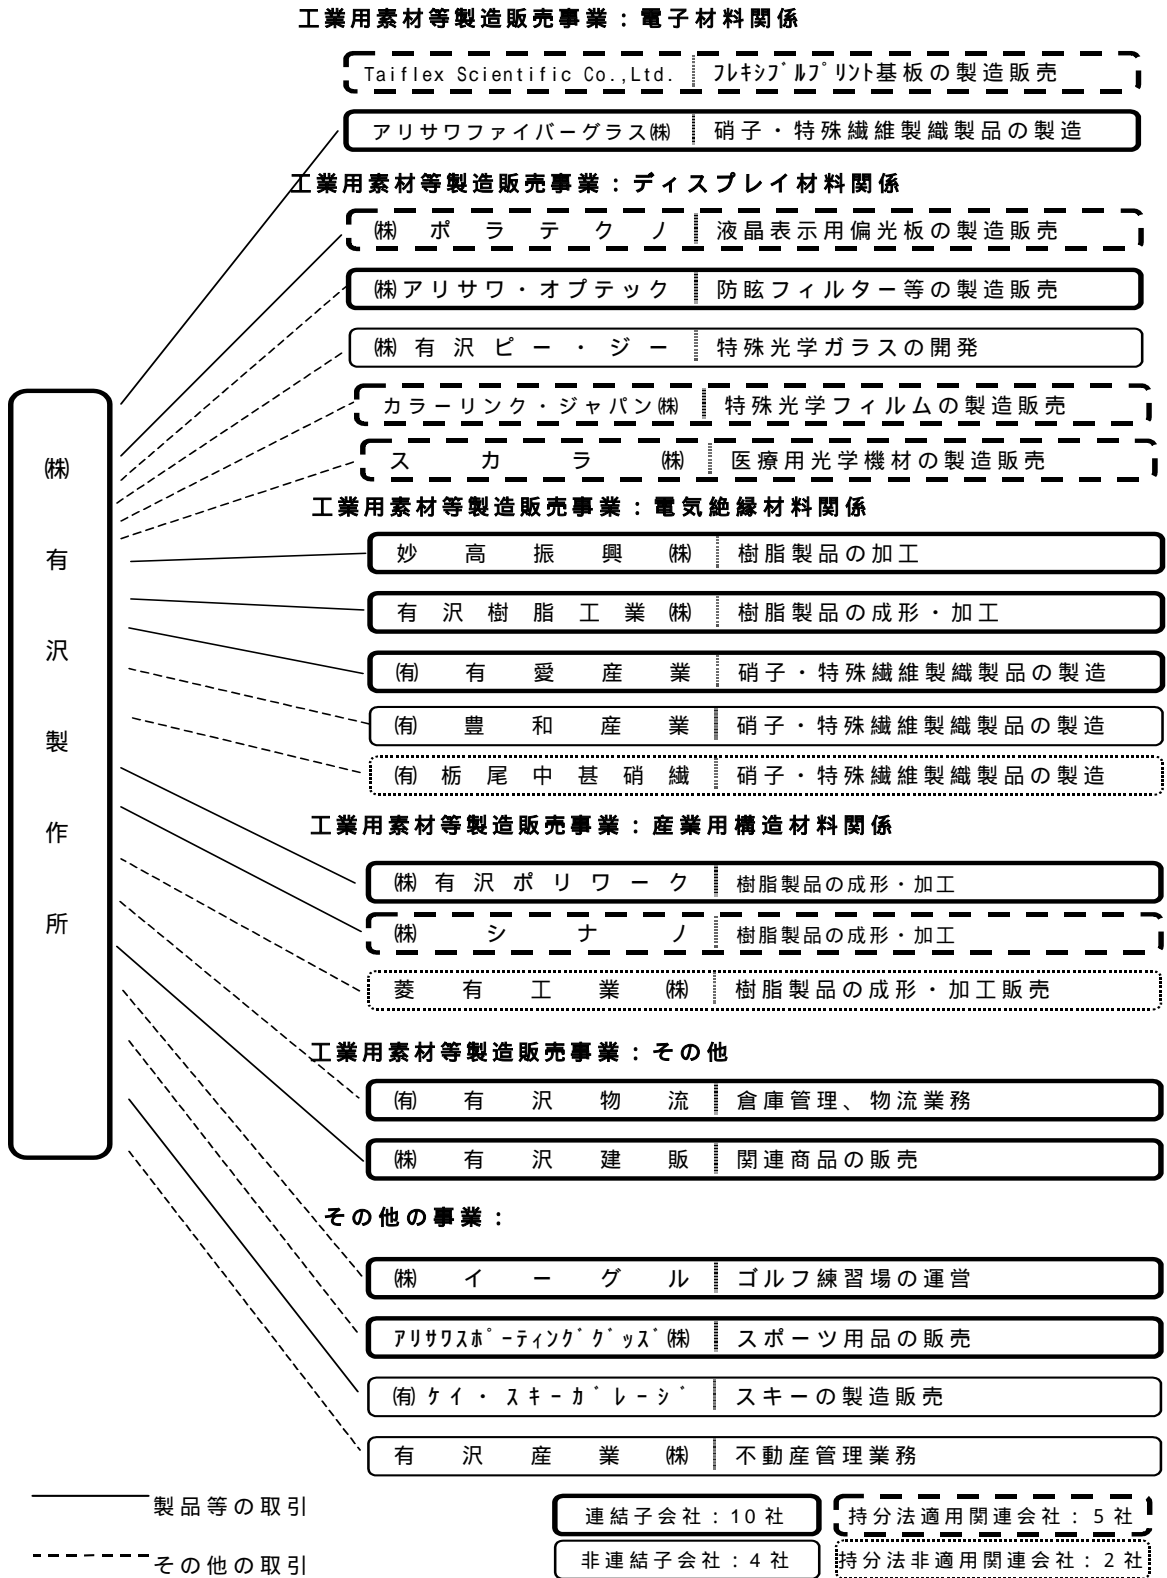 工業用素材等製造販売事業：電子材料関係
Taiflex Scientific Co.,Ltd. ﾌﾚｷｼﾌﾞﾙﾌﾟﾘﾝﾄ基板の製造販売
アリサワファイバーグラス㈱ 硝子・特殊繊維製織製品の製造
工業用素材等製造販売事業：ディスプレイ材料関係
㈱ポラテクノ 液晶表示用偏光板の製造販売
㈱アリサワ・オプテック 防眩フィルター等の製造販売
㈱有沢ピー・ジー 特殊光学ガラスの開発
カラーリンク・ジャパン㈱ 特殊光学フィルムの製造販売
スカラ㈱ 医療用光学機材の製造販売
工業用素材等製造販売事業：電気絶縁材料関係
妙高振興㈱ 樹脂製品の加工
有沢樹脂工業㈱ 樹脂製品の成形・加工
㈲有愛産業 硝子・特殊繊維製織製品の製造
㈲豊和産業 硝子・特殊繊維製織製品の製造
㈲栃尾中甚硝繊 硝子・特殊繊維製織製品の製造
工業用素材等製造販売事業：産業用構造材料関係
㈱有沢ポリワーク 樹脂製品の成形・加工
㈱シナノ 樹脂製品の成形・加工
菱有工業㈱ 樹脂製品の成形・加工販売
工業用素材等製造販売事業：その他
㈲有沢物流 倉庫管理、物流業務
㈱有沢建販 関連商品の販売
その他の事業：
㈱イーグル ゴルフ練習場の運営
ｱﾘｻﾜｽﾎﾟｰﾃｨﾝｸﾞｸﾞｯｽﾞ㈱ スポーツ用品の販売
㈲ｹｲ・ｽｷｰｶﾞﾚｰｼﾞ スキーの製造販売
有沢産業㈱ 不動産管理業務
㈱有沢製作所
製品等の取引
その他の取引
連結子会社：10社 持分法適用関連会社：5社
非連結子会社：4社 持分法非適用関連会社：2社